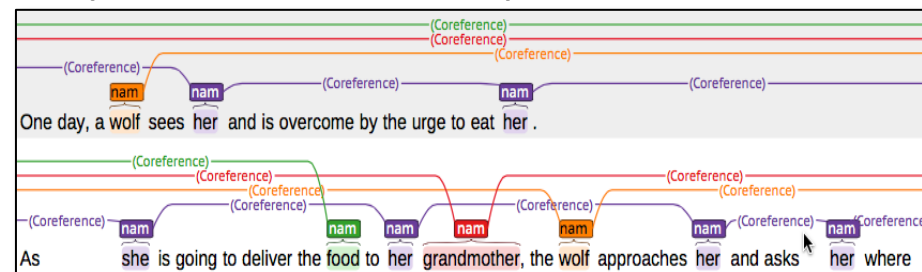 (Coreference)
(Coreference)
(Coreference)
(Coreference) (Coreference) (Coreference)
nam nam nam
One day, a wolf sees her and is overcome by the urge to eat her .
(Coreference)
(Coreference) (Coreference)
(Coreference) (Coreference)
(Coreference) (Coreference) (Coreference) (Coreference) Coreference
nam nam nam nam nam nam nam
As she is going to deliver the food to her grandmother, the wolf approaches her and asks her where